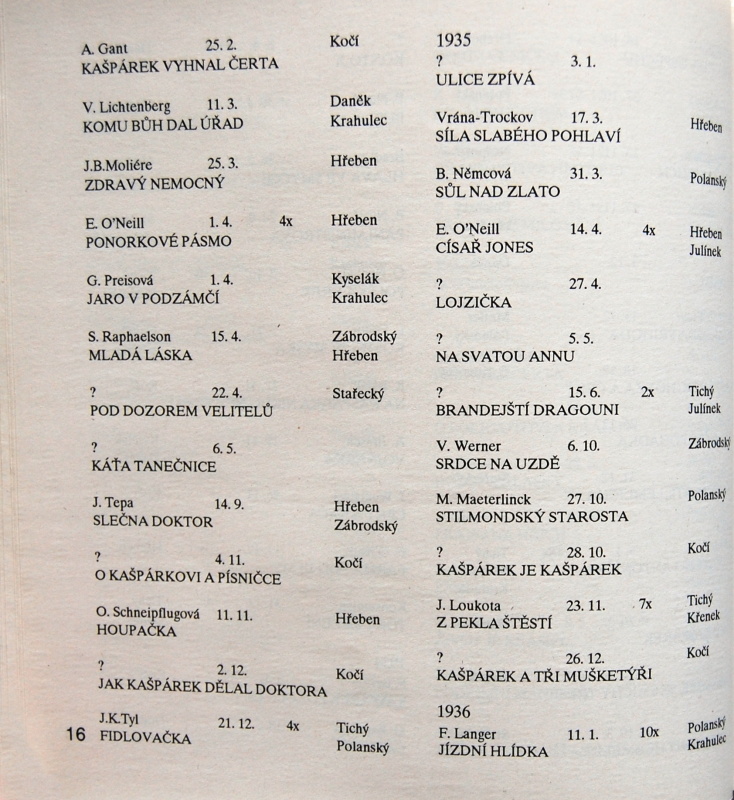 A. Gant 25. 2. Kočí
KAŠPÁREK VYHNAL ČERTA
V. Lichtenberg 11. 3. Daněk
KOMU BŮH DAL ÚŘAD Krahulec
J.B.Moliére 25. 3. Hřeben
ZDRAVÝ NEMOCNÝ
E. O'Neill 1. 4. 4x Hřeben
PONORKOVÉ PÁSMO
G. Preisová 1. 4. Kyselák
JARO V PODZÁMČÍ Krahulec
S. Raphaelson 15. 4. Zábrodský
MLADÁ LÁSKA Hřeben
? 22. 4. Stařecký
POD DOZOREM VELITELŮ
? 6. 5.
KÁŤA TANEČNICE
J. Tepa 14. 9. Hřeben
SLEČNA DOKTOR Zábrodský
? 4. 11. Kočí
O KAŠPÁRKOVI A PÍSNIČCE
O. Schneipflugová 11. 11. Hřeben
HOUPAČKA
? 2. 12. Kočí
JAK KAŠPÁREK DĚLAL DOKTORA
J.K.Tyl 21. 12. 4x Tichý
FIDLOVAČKA Polanský
16
1935
? 3. 1.
ULICE ZPÍVÁ
Vrána-Trockov 17. 3. Hřeben
SÍLA SLABÉHO POHLAVÍ
B. Němcová 31. 3. Polanský
SŮL NAD ZLATO
E. O'Neill 14. 4. 4x Hřeben
CÍSAŘ JONES Julínek
? 27. 4.
LOJZIČKA
? 5. 5.
NA SVATOU ANNU
? 15. 6. 2x Tichý
BRANDEJŠTÍ DRAGOUNI Julínek
V. Werner 6. 10. Zábrodský
SRDCE NA UZDĚ
M. Maeterlinck 27. 10. Polanský
STILMONDSKÝ STAROSTA
? 28. 10. Kočí
KAŠPÁREK JE KAŠPÁREK
J. Loukota 23. 11. 7x Tichý
Z PEKLA ŠTĚSTÍ Křenek
? 26. 12. Kočí
KAŠPÁREK A TŘI MUŠKETÝŘI
1936
F. Langer 11. 1. 10x Polanský
JÍZDNÍ HLÍDKA Krahulec